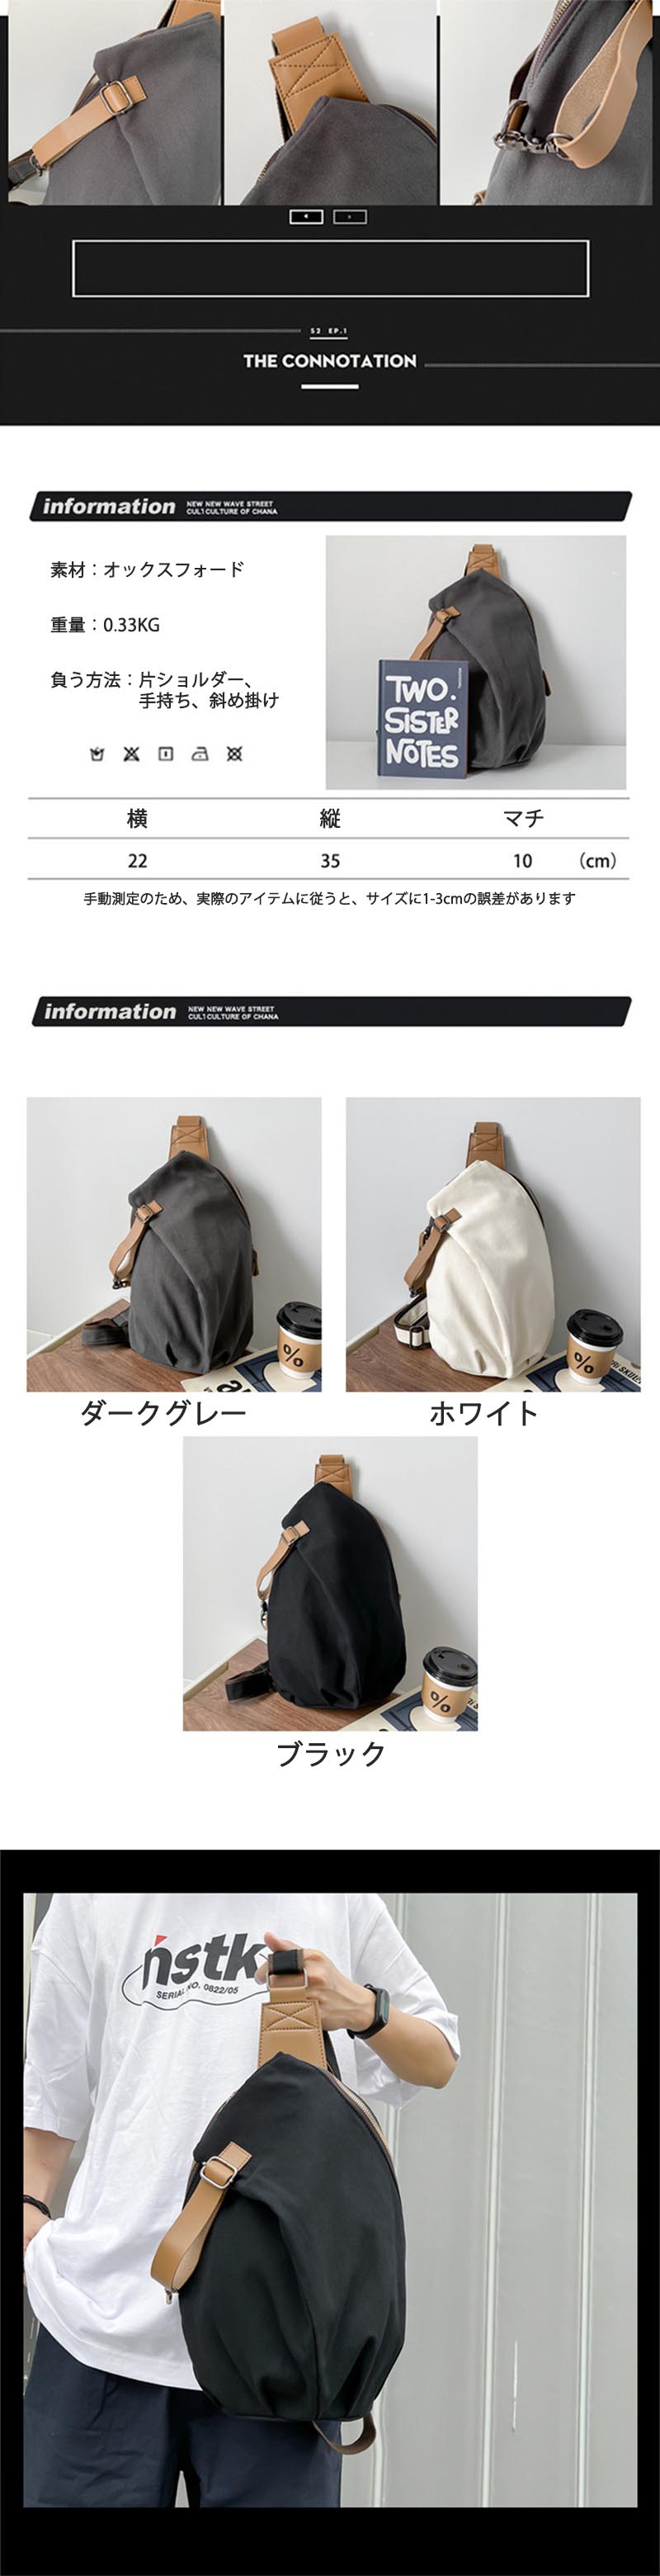 S2 EP.1
THE CONNOTATION
information
NEW NEW WAVE STREET
CULTCULTURE OF CHANA
素材：オックスフォード
重量：0.33KG
負う方法：片ショルダー、
手持ち、斜め掛け
TWO.
SISTER
NOTES
横 縦 マチ
22 35 10 （cm）
手動測定のため、実際のアイテムに従うと、サイズに1-3cmの誤差があります
information
NEW NEW WAVE STREET
CULTCULTURE OF CHANA
%
%
ダークグレー
ホワイト
%
ブラック
nstk
SERIAL NO. 0822/05